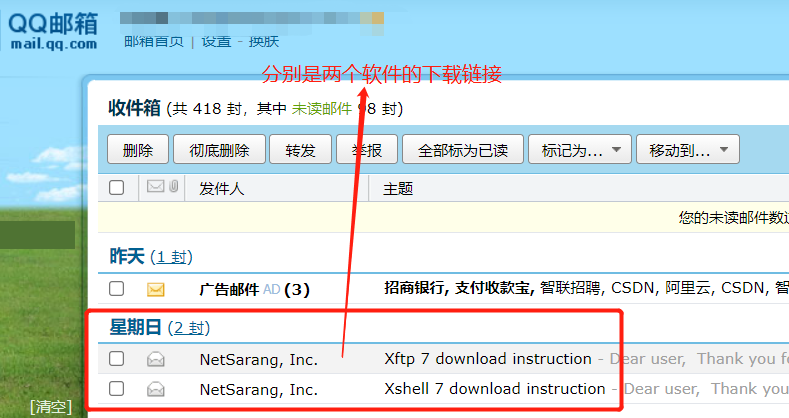 QQ邮箱
mail.qq.com
邮箱首页 | 设置 - 换肤
分别是两个软件的下载链接
收件箱 (共 418 封，其中 未读邮件 98 封)
删除 彻底删除 转发 举报 全部标为已读 标记为... 移动到...
发件人 主题
您的未读邮件数
昨天 (1 封)
广告邮件 AD (3) 招商银行, 支付收款宝, 智联招聘, CSDN, 阿里云, CSDN, 智
星期日 (2 封)
NetSarang, Inc. Xftp 7 download instruction - Dear user, Thank you fo
NetSarang, Inc. Xshell 7 download instruction - Dear user, Thank you
[清空]